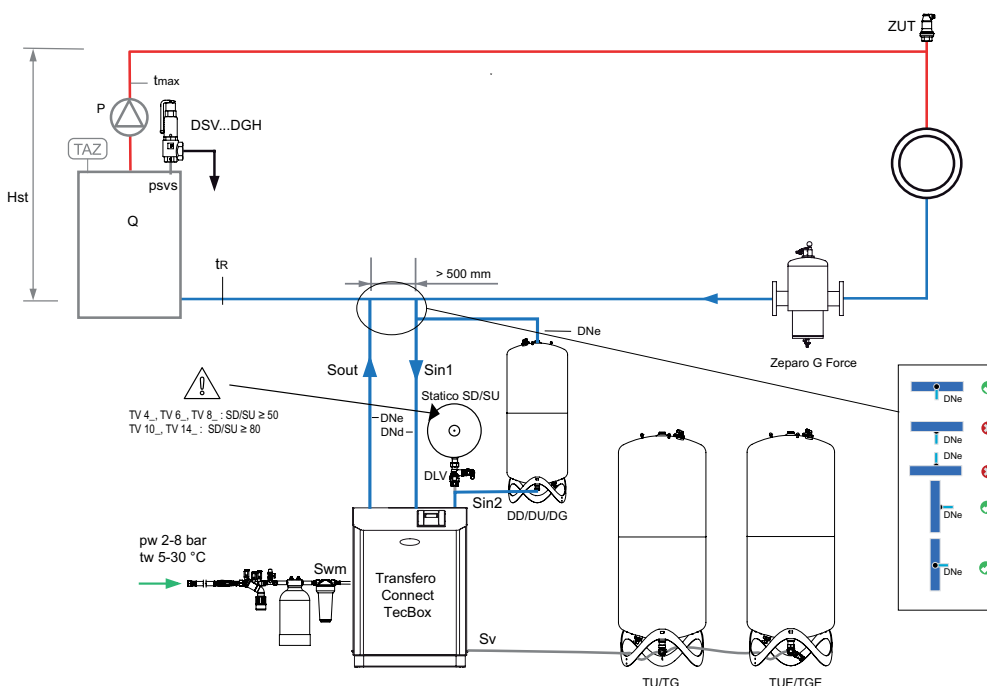 ZUT
tmax
P
DSV...DGH
TAZ
psvs
Hst
Q
tR
> 500 mm
DNe
Zeparo G Force
Sout
Sin1
Statico SD/SU
TV 4_, TV 6_, TV 8_ : SD/SU ≥ 50
TV 10_, TV 14_ : SD/SU ≥ 80
DNe
DNd
DLV
Sin2
DD/DU/DG
DNe
DNe
DNe
DNe
DNe
pw 2-8 bar
tw 5-30 °C
Swm
Transfero
Connect
TecBox
Sv
TU/TG
TUE/TGE